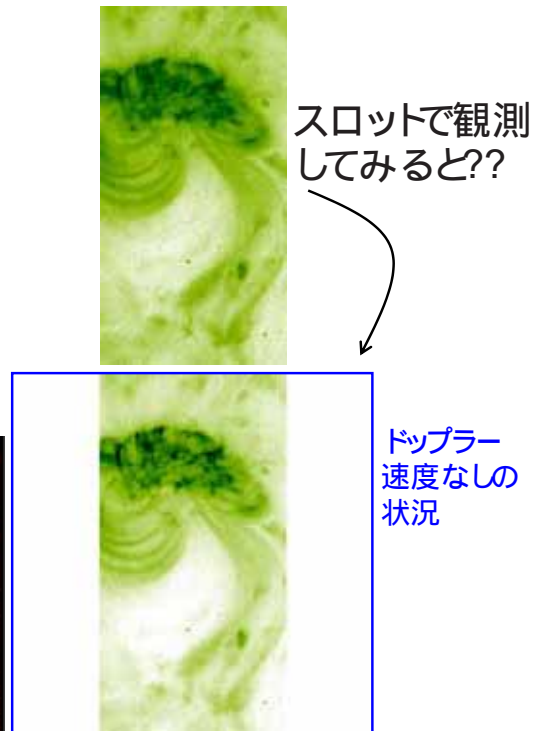 スロットで観測
してみると??
ドップラー
速度なしの
状況